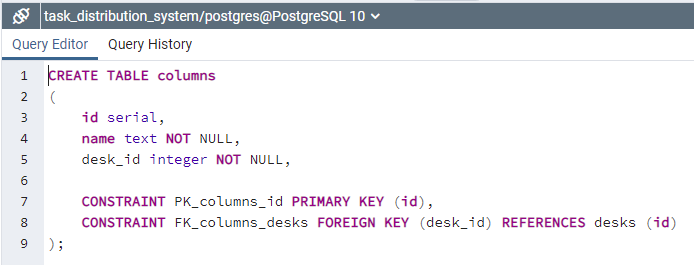 task_distribution_system/postgres@PostgreSQL 10
Query Editor Query History
1 CREATE TABLE columns
2 (
3 id serial,
4 name text NOT NULL,
5 desk_id integer NOT NULL,
6
7 CONSTRAINT PK_columns_id PRIMARY KEY (id),
8 CONSTRAINT FK_columns_desks FOREIGN KEY (desk_id) REFERENCES desks (id)
9 );